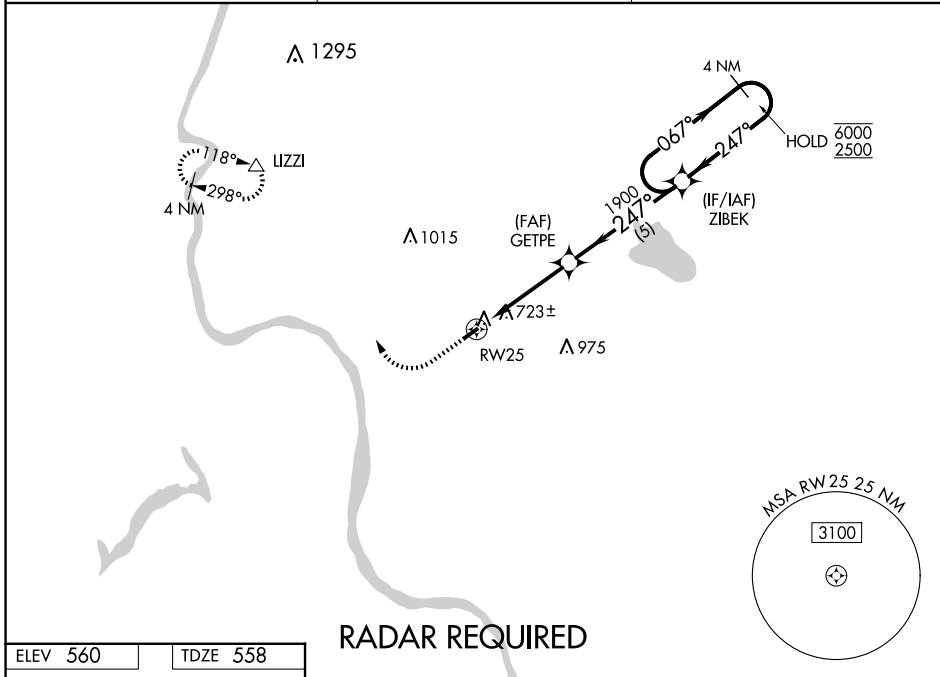 1295
4 NM
067°
247°
HOLD 6000
2500
118°
LIZZI
298°
4 NM
(IF/IAF)
ZIBEK
1900
247°
(5)
(FAF)
GETPE
1015
723±
RW25
975
MSA RW25 25 NM
3100
RADAR REQUIRED
ELEV 560
TDZE 558